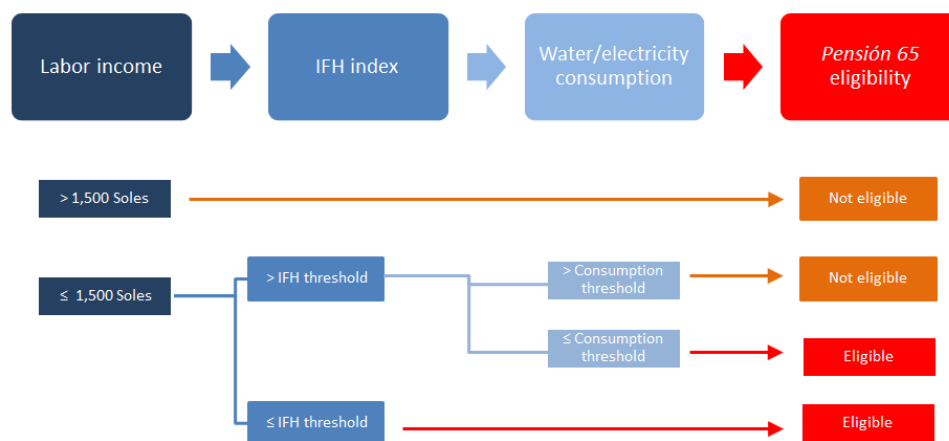 Labor income
IFH index
Water/electricity
consumption
Pensión 65
eligibility
> 1,500 Soles
Not eligible
≤ 1,500 Soles
> IFH threshold
> Consumption
threshold
Not eligible
≤ Consumption
threshold
Eligible
≤ IFH threshold
Eligible